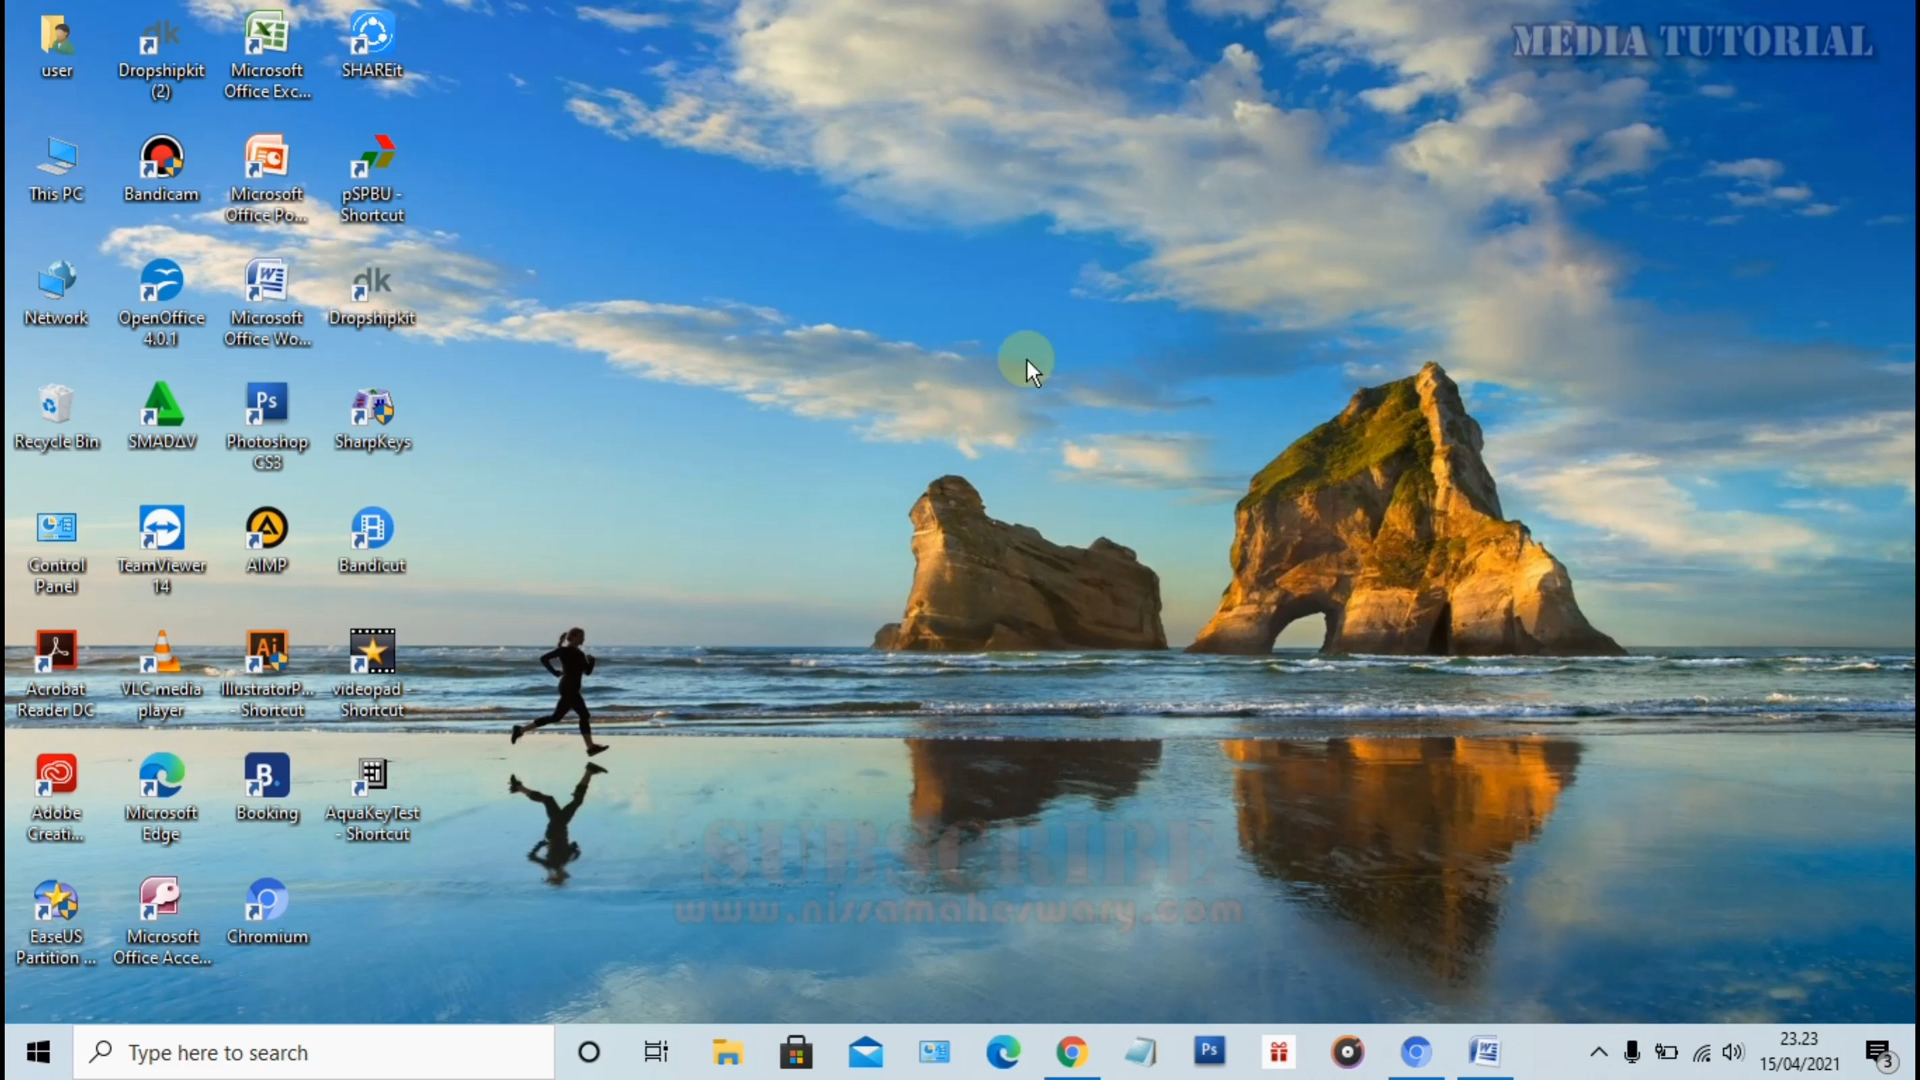 MEDIA TUTORIAL
user
Dropshipkit
(2)
Microsoft
Office Exc...
SHAREit
This PC
Bandicam
Microsoft
Office Po...
pSPBU -
Shortcut
Network
OpenOffice
4.0.1
Microsoft
Office Wo...
Dropshipkit
Recycle Bin
SMADΔV
Photoshop
CS3
SharpKeys
Control
Panel
TeamViewer
14
AIMP
Bandicut
Acrobat
Reader DC
VLC media
player
IllustratorP...
- Shortcut
videopad -
Shortcut
Adobe
Creati...
Microsoft
Edge
Booking
AquaKeyTest
- Shortcut
SUBSCRIBE
www.nissamaheswary.com
EaseUS
Partition ...
Microsoft
Office Acce...
Chromium
Type here to search
23.23
15/04/2021
3